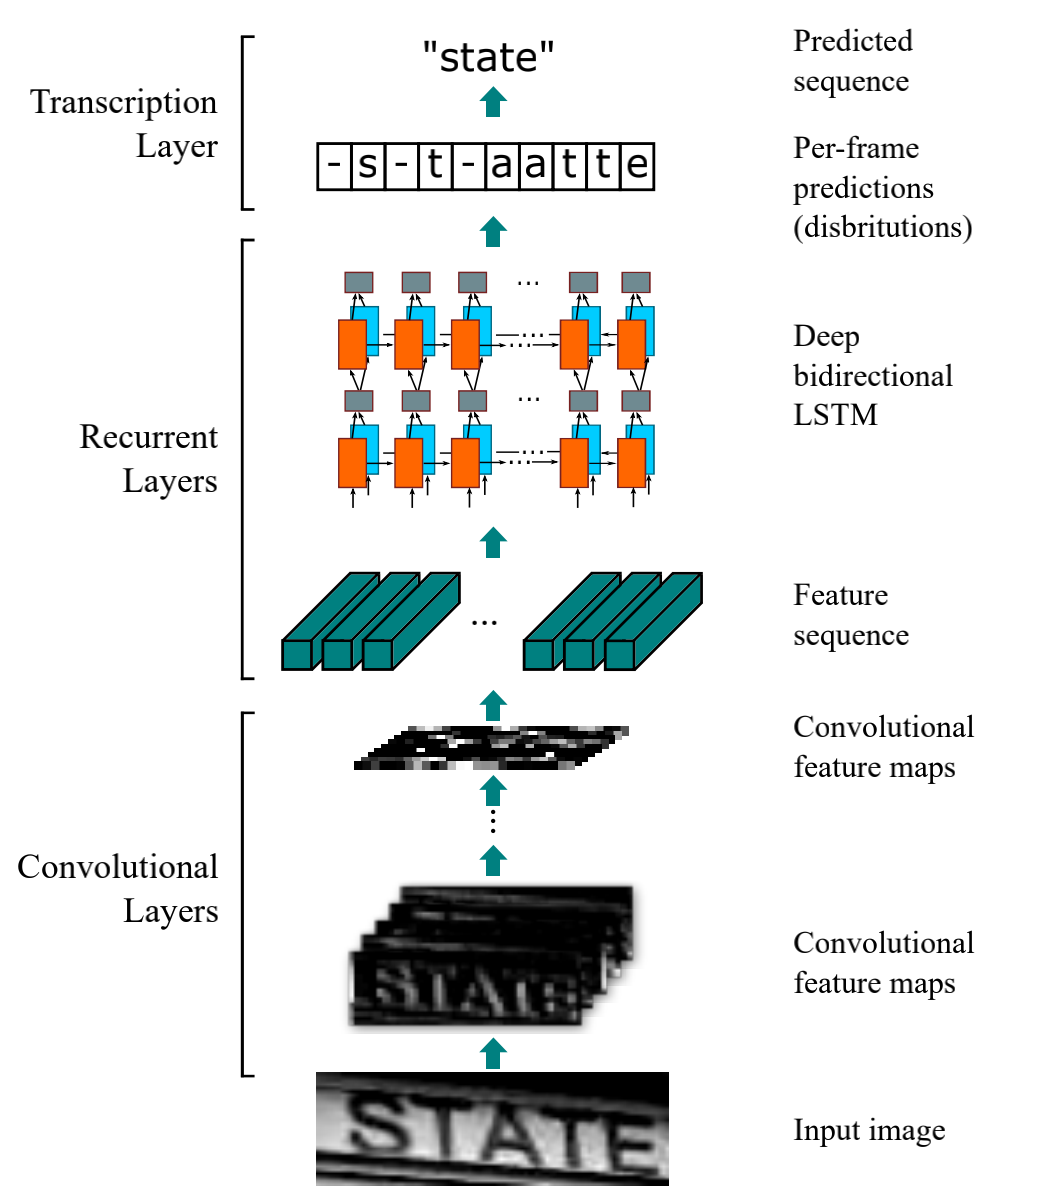 "state"
Predicted
sequence
Transcription
Layer
-s-t-aatte
Per-frame
predictions
(disbritutions)
...
...
Deep
bidirectional
LSTM
...
...
Recurrent
Layers
...
...
Feature
sequence
...
Convolutional
feature maps
...
Convolutional
Layers
STATE
Convolutional
feature maps
STATE
Input image